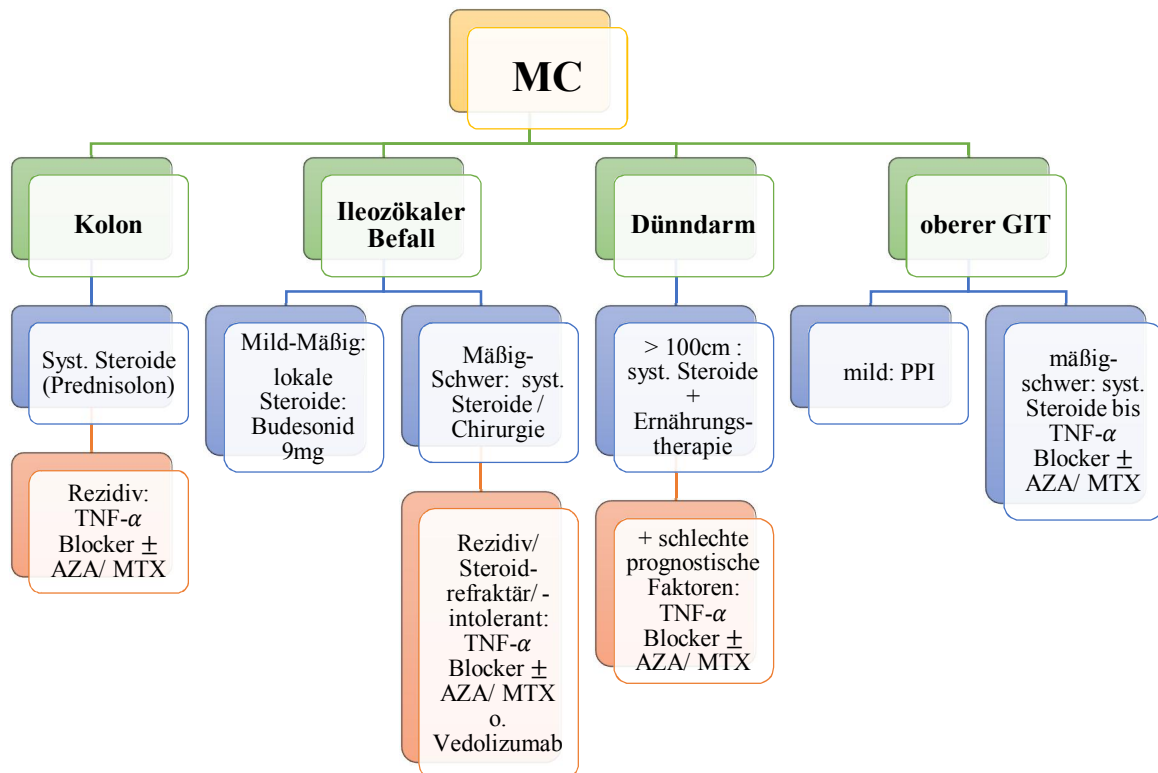 MC
Kolon
Ileozökaler
Befall
Dünndarm
oberer GIT
Syst. Steroide
(Prednisolon)
Mild-Mäßig:
lokale
Steroide:
Budesonid
9mg
Mäßig-
Schwer: syst.
Steroide /
Chirurgie
> 100cm :
syst. Steroide
+
Ernährungs-
therapie
mild: PPI
mäßig-
schwer: syst.
Steroide bis
TNF-α
Blocker ±
AZA/ MTX
Rezidiv:
TNF-α
Blocker ±
AZA/ MTX
Rezidiv/
Steroid-
refraktär/ -
intolerant:
TNF-α
Blocker ±
AZA/ MTX
o.
Vedolizumab
+ schlechte
prognostische
Faktoren:
TNF-α
Blocker ±
AZA/ MTX